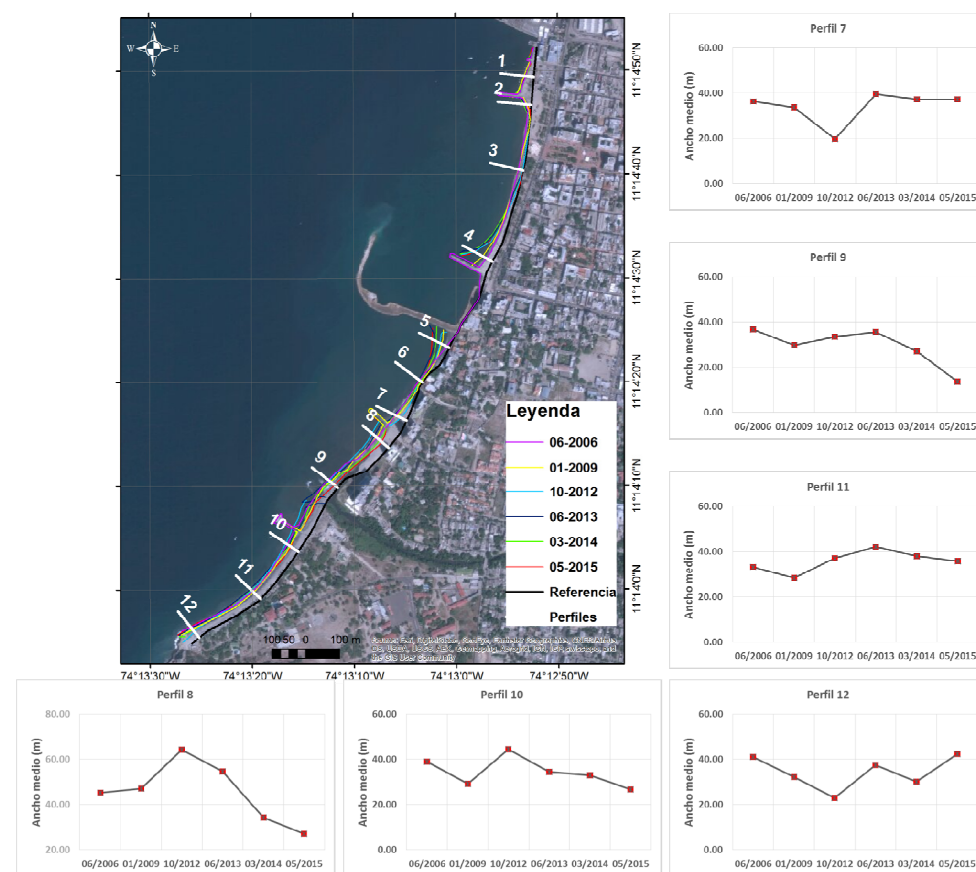 N
W E
S
1
2
3
4
5
6
7
8
9
10
11
12
11°14'50"N
11°14'40"N
11°14'30"N
11°14'20"N
11°14'10"N
11°14'0"N
Leyenda
06-2006
01-2009
10-2012
06-2013
03-2014
05-2015
Referencia
Perfiles
100 50 0 100 m
the GIS User Community
74°13'30"W 74°13'20"W 74°13'10"W 74°13'0"W 74°12'50"W
Perfil 7
Ancho medio (m)
60.00
40.00
20.00
0.00
06/2006 01/2009 10/2012 06/2013 03/2014 05/2015
Perfil 9
Ancho medio (m)
60.00
40.00
20.00
0.00
06/2006 01/2009 10/2012 06/2013 03/2014 05/2015
Perfil 11
Ancho medio (m)
60.00
40.00
20.00
0.00
06/2006 01/2009 10/2012 06/2013 03/2014 05/2015
Perfil 8
Ancho medio (m)
80.00
60.00
40.00
20.00
06/2006 01/2009 10/2012 06/2013 03/2014 05/2015
Perfil 10
Ancho medio (m)
60.00
40.00
20.00
0.00
06/2006 01/2009 10/2012 06/2013 03/2014 05/2015
Perfil 12
Ancho medio (m)
60.00
40.00
20.00
0.00
06/2006 01/2009 10/2012 06/2013 03/2014 05/2015